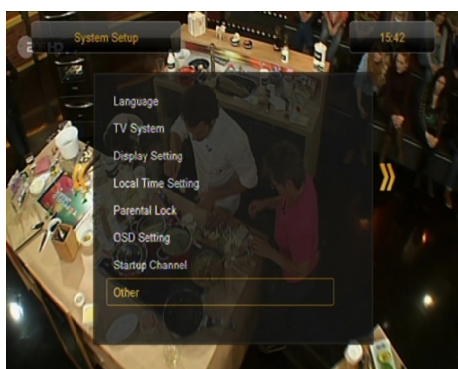 System Setup
15:42
Language
TV System
Display Setting
Local Time Setting
Parental Lock
OSD Setting
Startup Channel
Other